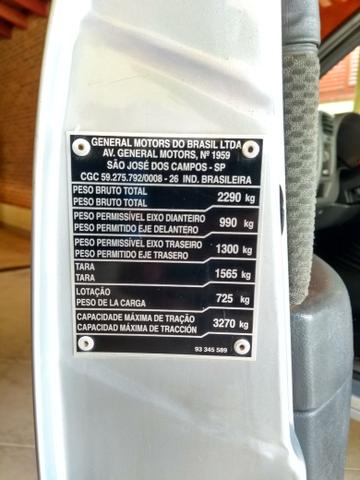 GENERAL MOTORS DO BRASIL LTDA
AV. GENERAL MOTORS, Nº 1959
SÃO JOSÉ DOS CAMPOS - SP
CGC 59.275.792/0008 - 26 IND. BRASILEIRA
PESO BRUTO TOTAL
PESO BRUTO TOTAL 2290 kg
PESO PERMISSÍVEL EIXO DIANTEIRO
PESO PERMITIDO EJE DELANTERO 990 kg
PESO PERMISSÍVEL EIXO TRASEIRO
PESO PERMITIDO EJE TRASERO 1300 kg
TARA
TARA 1565 kg
LOTAÇÃO
PESO DE LA CARGA 725 kg
CAPACIDADE MÁXIMA DE TRAÇÃO
CAPACIDAD MÁXIMA DE TRACCIÓN 3270 kg
93 345 589